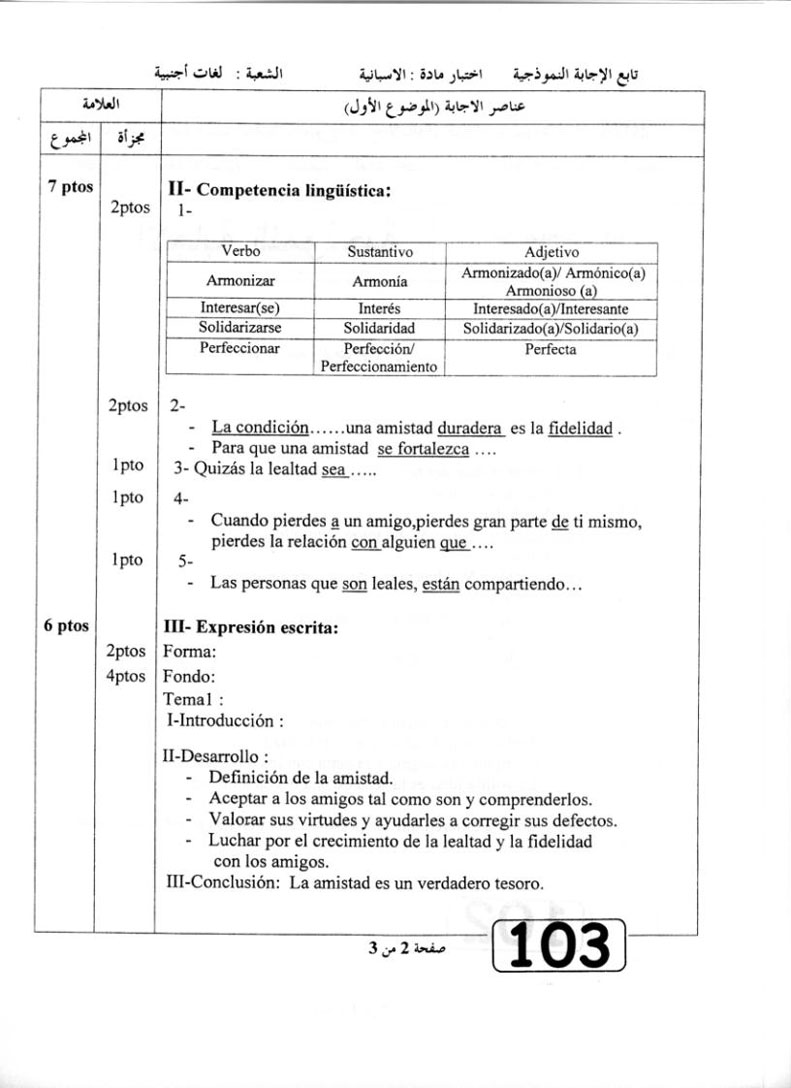 تابع الإجابة النموذجية اختبار مادة : الاسبانية الشعبة : لغات أجنبية
عناصر الاجابة (الموضوع الأول) العلامة
مجزأة المجموع
7 ptos II- Competencia lingüística:
2ptos 1-
Verbo Sustantivo Adjetivo
Armonizar Armonía Armonizado(a)/ Armónico(a)
Armonioso (a)
Interesar(se) Interés Interesado(a)/Interesante
Solidarizarse Solidaridad Solidarizado(a)/Solidario(a)
Perfeccionar Perfección/ Perfecta
Perfeccionamiento
2ptos 2-
- La condición……una amistad duradera es la fidelidad .
- Para que una amistad se fortalezca ….
1pto 3- Quizás la lealtad sea …..
1pto 4-
- Cuando pierdes a un amigo,pierdes gran parte de ti mismo,
pierdes la relación con alguien que ….
1pto 5-
- Las personas que son leales, están compartiendo…
6 ptos III- Expresión escrita:
2ptos Forma:
4ptos Fondo:
Tema1 :
I-Introducción :
II-Desarrollo :
- Definición de la amistad.
- Aceptar a los amigos tal como son y comprenderlos.
- Valorar sus virtudes y ayudarles a corregir sus defectos.
- Luchar por el crecimiento de la lealtad y la fidelidad
con los amigos.
III-Conclusión: La amistad es un verdadero tesoro.
صفحة 2 من 3
103